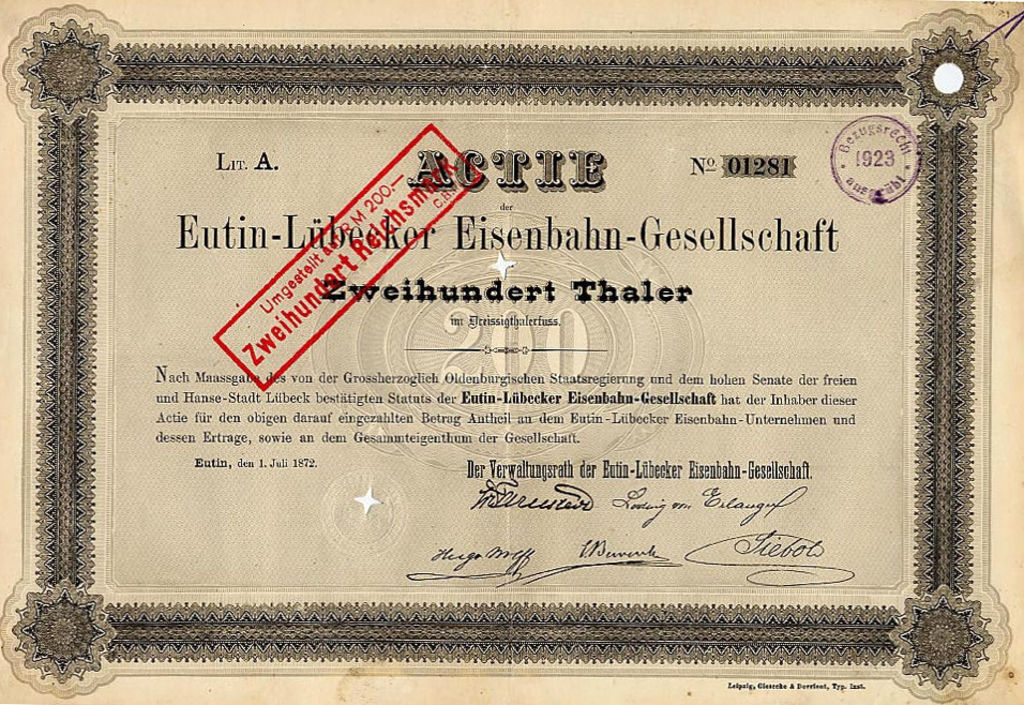 LIT. A.
ACTIE
Nº 01281
Bezugsrecht
1923
ausgeübt
der
Eutin-Lübecker Eisenbahn-Gesellschaft
Umgestellt auf RM 200.—
Zweihundert Reichsmark
Zweihundert Thaler
im Dreissigthalerfuss.
200
Nach Maassgabe des von der Grossherzoglich Oldenburgischen Staatsregierung und dem hohen Senate der freien
und Hanse-Stadt Lübeck bestätigten Statuts der Eutin-Lübecker Eisenbahn-Gesellschaft hat der Inhaber dieser
Actie für den obigen darauf eingezahlten Betrag Antheil an dem Eutin-Lübecker Eisenbahn-Unternehmen und
dessen Ertrage, sowie an dem Gesammteigenthum der Gesellschaft.
Eutin, den 1. Juli 1872.
Der Verwaltungsrath der Eutin-Lübecker Eisenbahn-Gesellschaft.
Ludwig von Erlanger
Hugo Wolff
Siebold
Leipzig, Giesecke & Devrient, Typ. Inst.